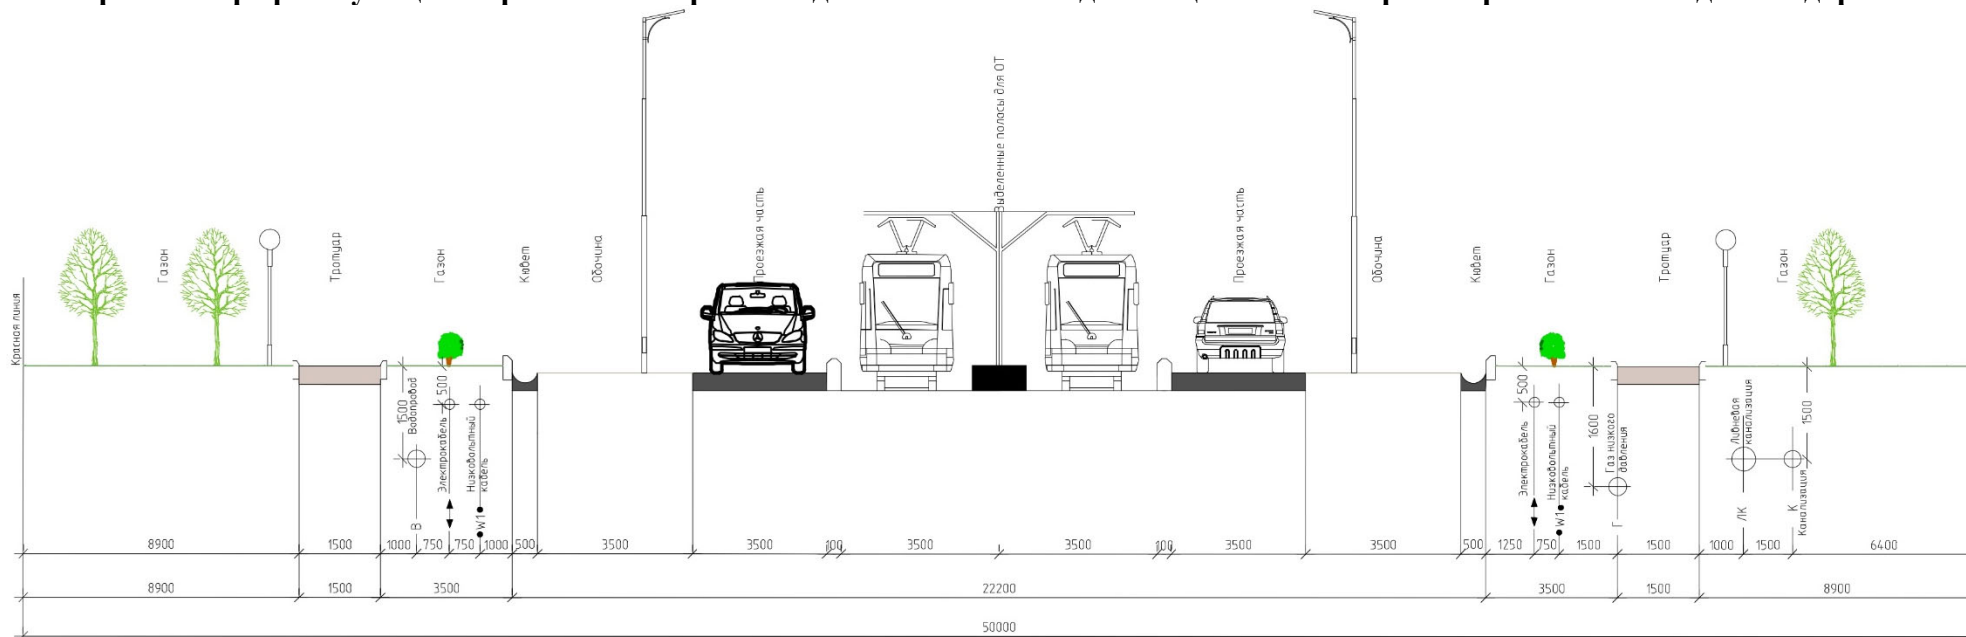 Выделенные полосы для ОТ
Проезжая часть
Проезжая часть
Красная линия
Газон
Тротуар
Газон
Кювет
Обочина
Обочина
Кювет
Газон
Тротуар
Газон
1500
Водопровод
500
Электрокабель
Низковольтный
кабель
500
Электрокабель
Низковольтный
кабель
1600
Газ низкого
давления
Ливневая
канализация
1500
Канализация
В
W1
W1
Г
ЛК
К
8900 1500 1000 750 750 1000 500 3500 3500 3500 3500 3500 3500 500 1250 750 1500 1500 1000 1500 6400
8900 1500 3500 22200 3500 1500 8900
50000